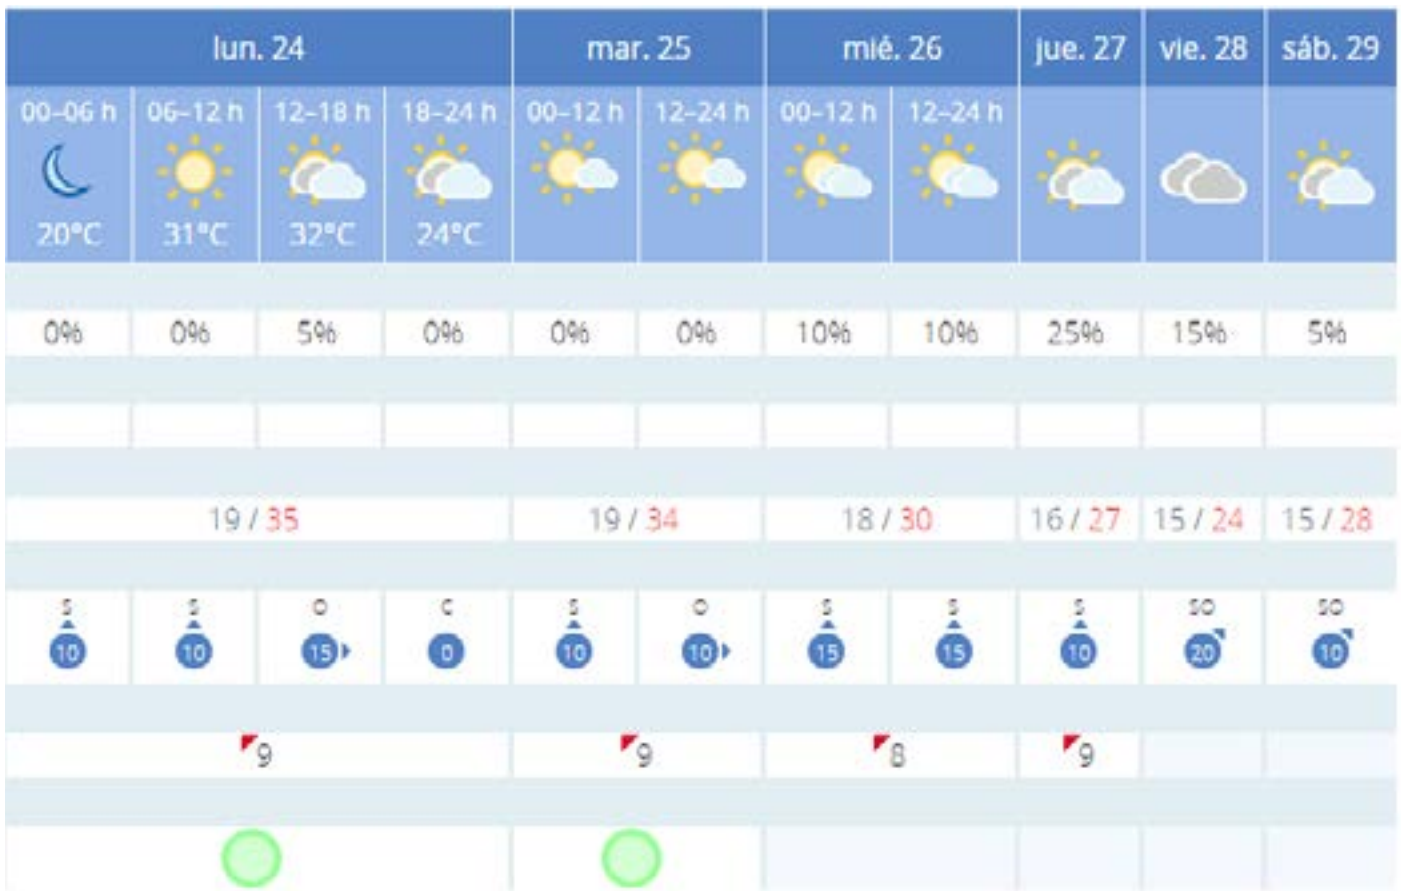 lun. 24 mar. 25 mié. 26 jue. 27 vie. 28 sáb. 29
00–06 h 06–12 h 12–18 h 18–24 h 00–12 h 12–24 h 00–12 h 12–24 h
20°C 31°C 32°C 24°C
0% 0% 5% 0% 0% 0% 10% 10% 25% 15% 5%
19 / 35 19 / 34 18 / 30 16 / 27 15 / 24 15 / 28
S S O C S O S S S SO SO
10 10 15 0 10 10 15 15 10 20 10
9 9 8 9